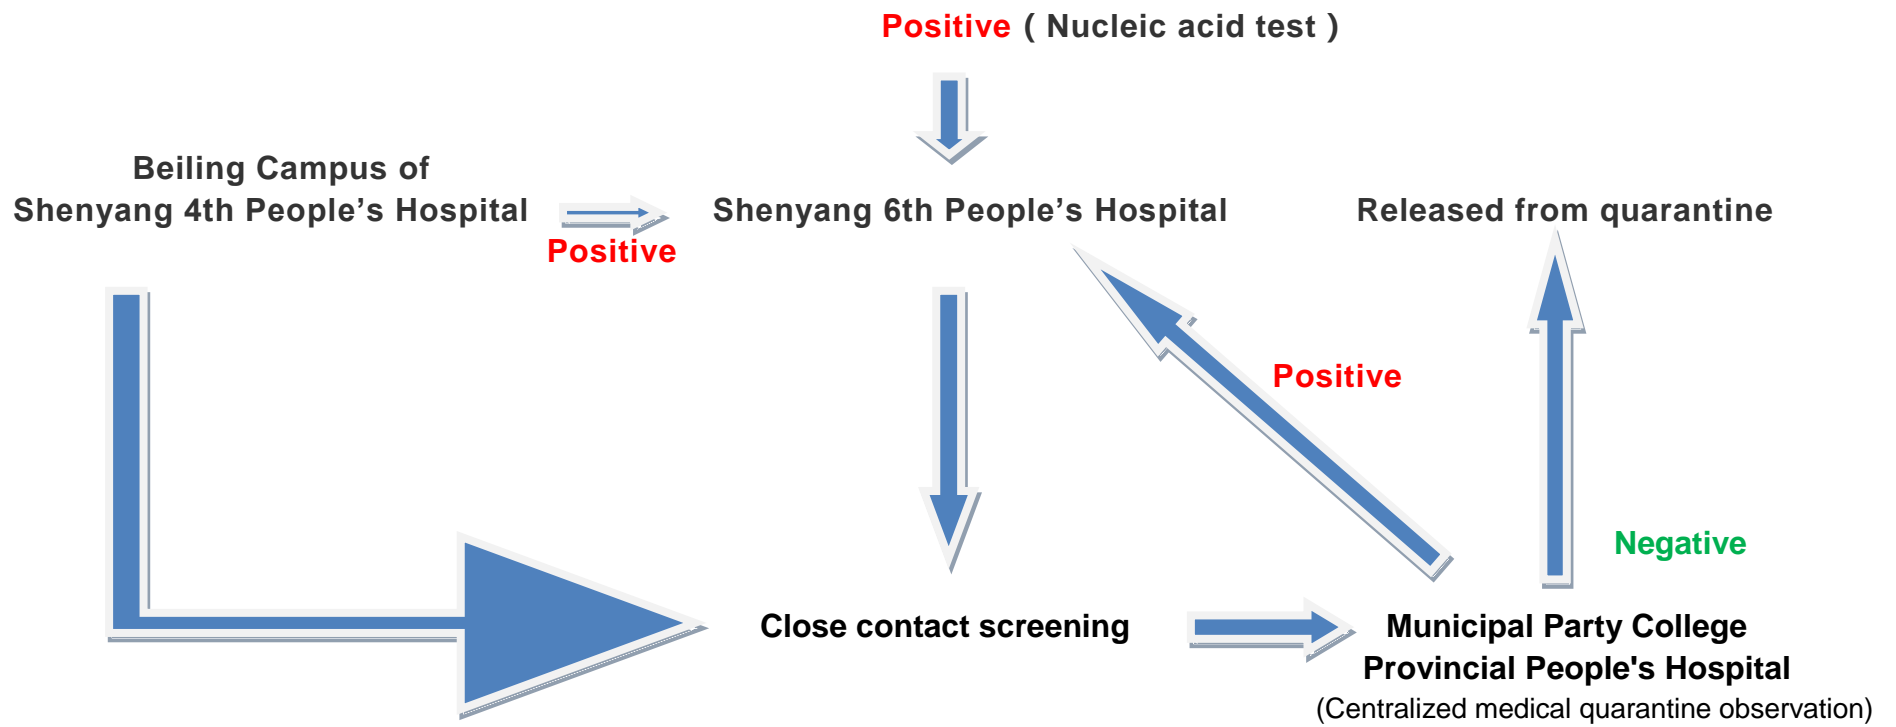 Positive ( Nucleic acid test )
Beiling Campus of
Shenyang 4th People’s Hospital
Positive
Shenyang 6th People’s Hospital
Released from quarantine
Positive
Negative
Close contact screening
Municipal Party College
Provincial People's Hospital
(Centralized medical quarantine observation)